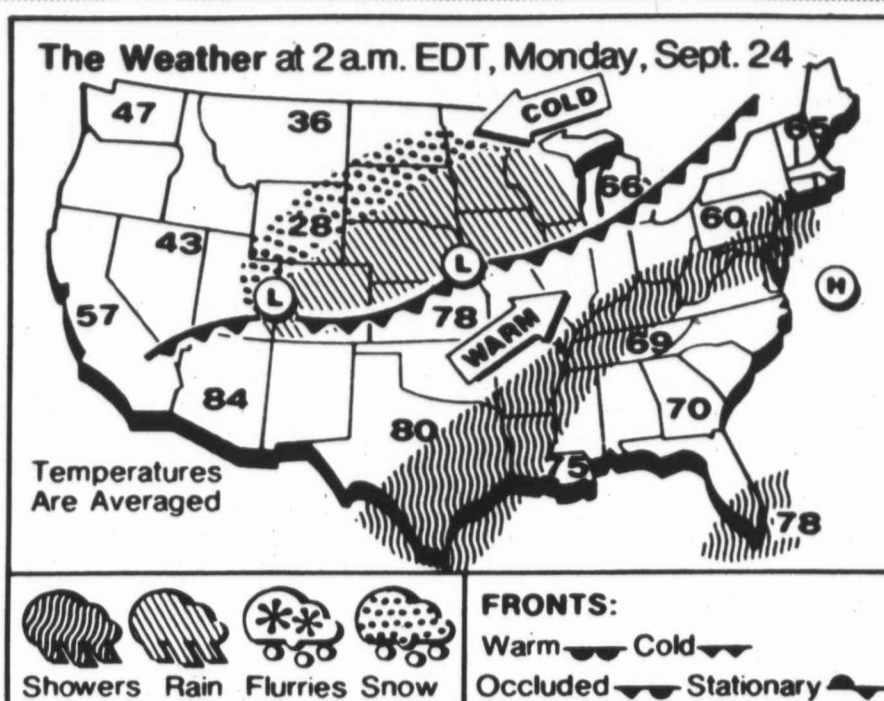 The Weather at 2 a.m. EDT, Monday, Sept. 24
COLD
47
36
65
66
28
60
43
L
L
H
57
78
WARM
69
84
80
70
75
78
Temperatures
Are Averaged
Showers Rain Flurries Snow
FRONTS:
Warm Cold
Occluded Stationary